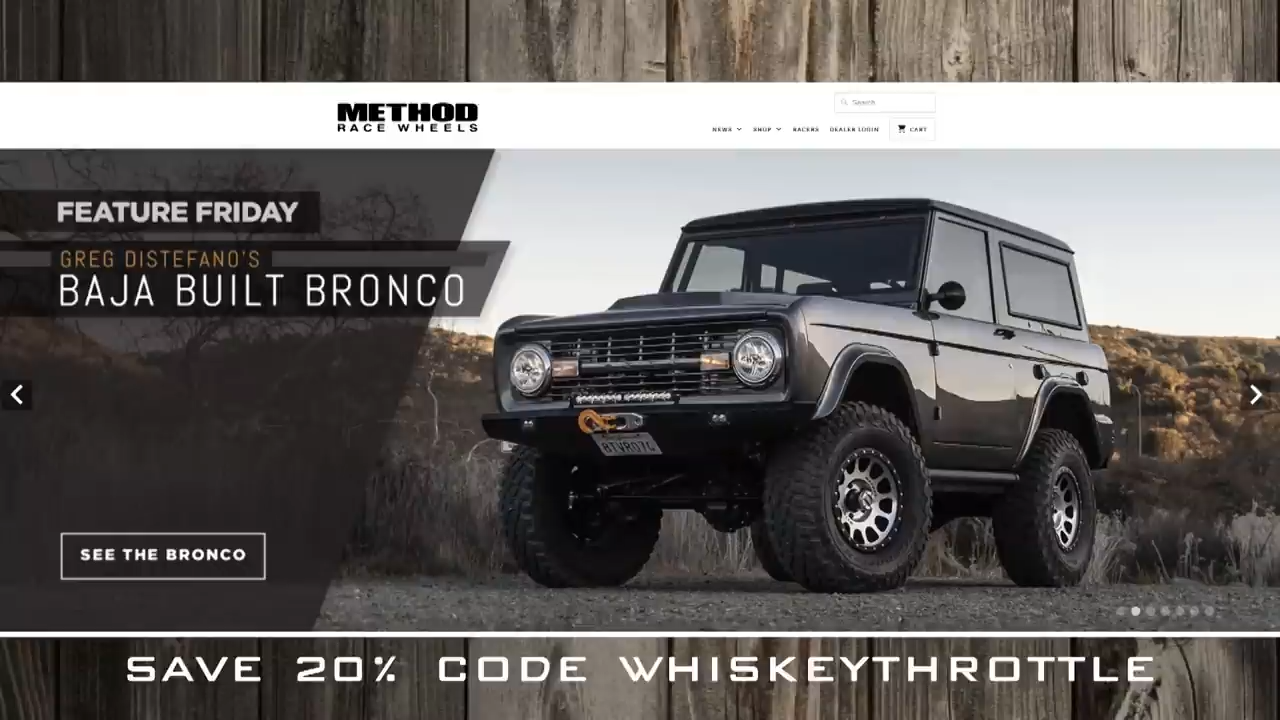 METHOD
RACE WHEELS
Search
NEWS
SHOP
RACERS
DEALER LOGIN
CART
FEATURE FRIDAY
GREG DISTEFANO'S
BAJA BUILT BRONCO
SEE THE BRONCO
SAVE 20% CODE WHISKEYTHROTTLE